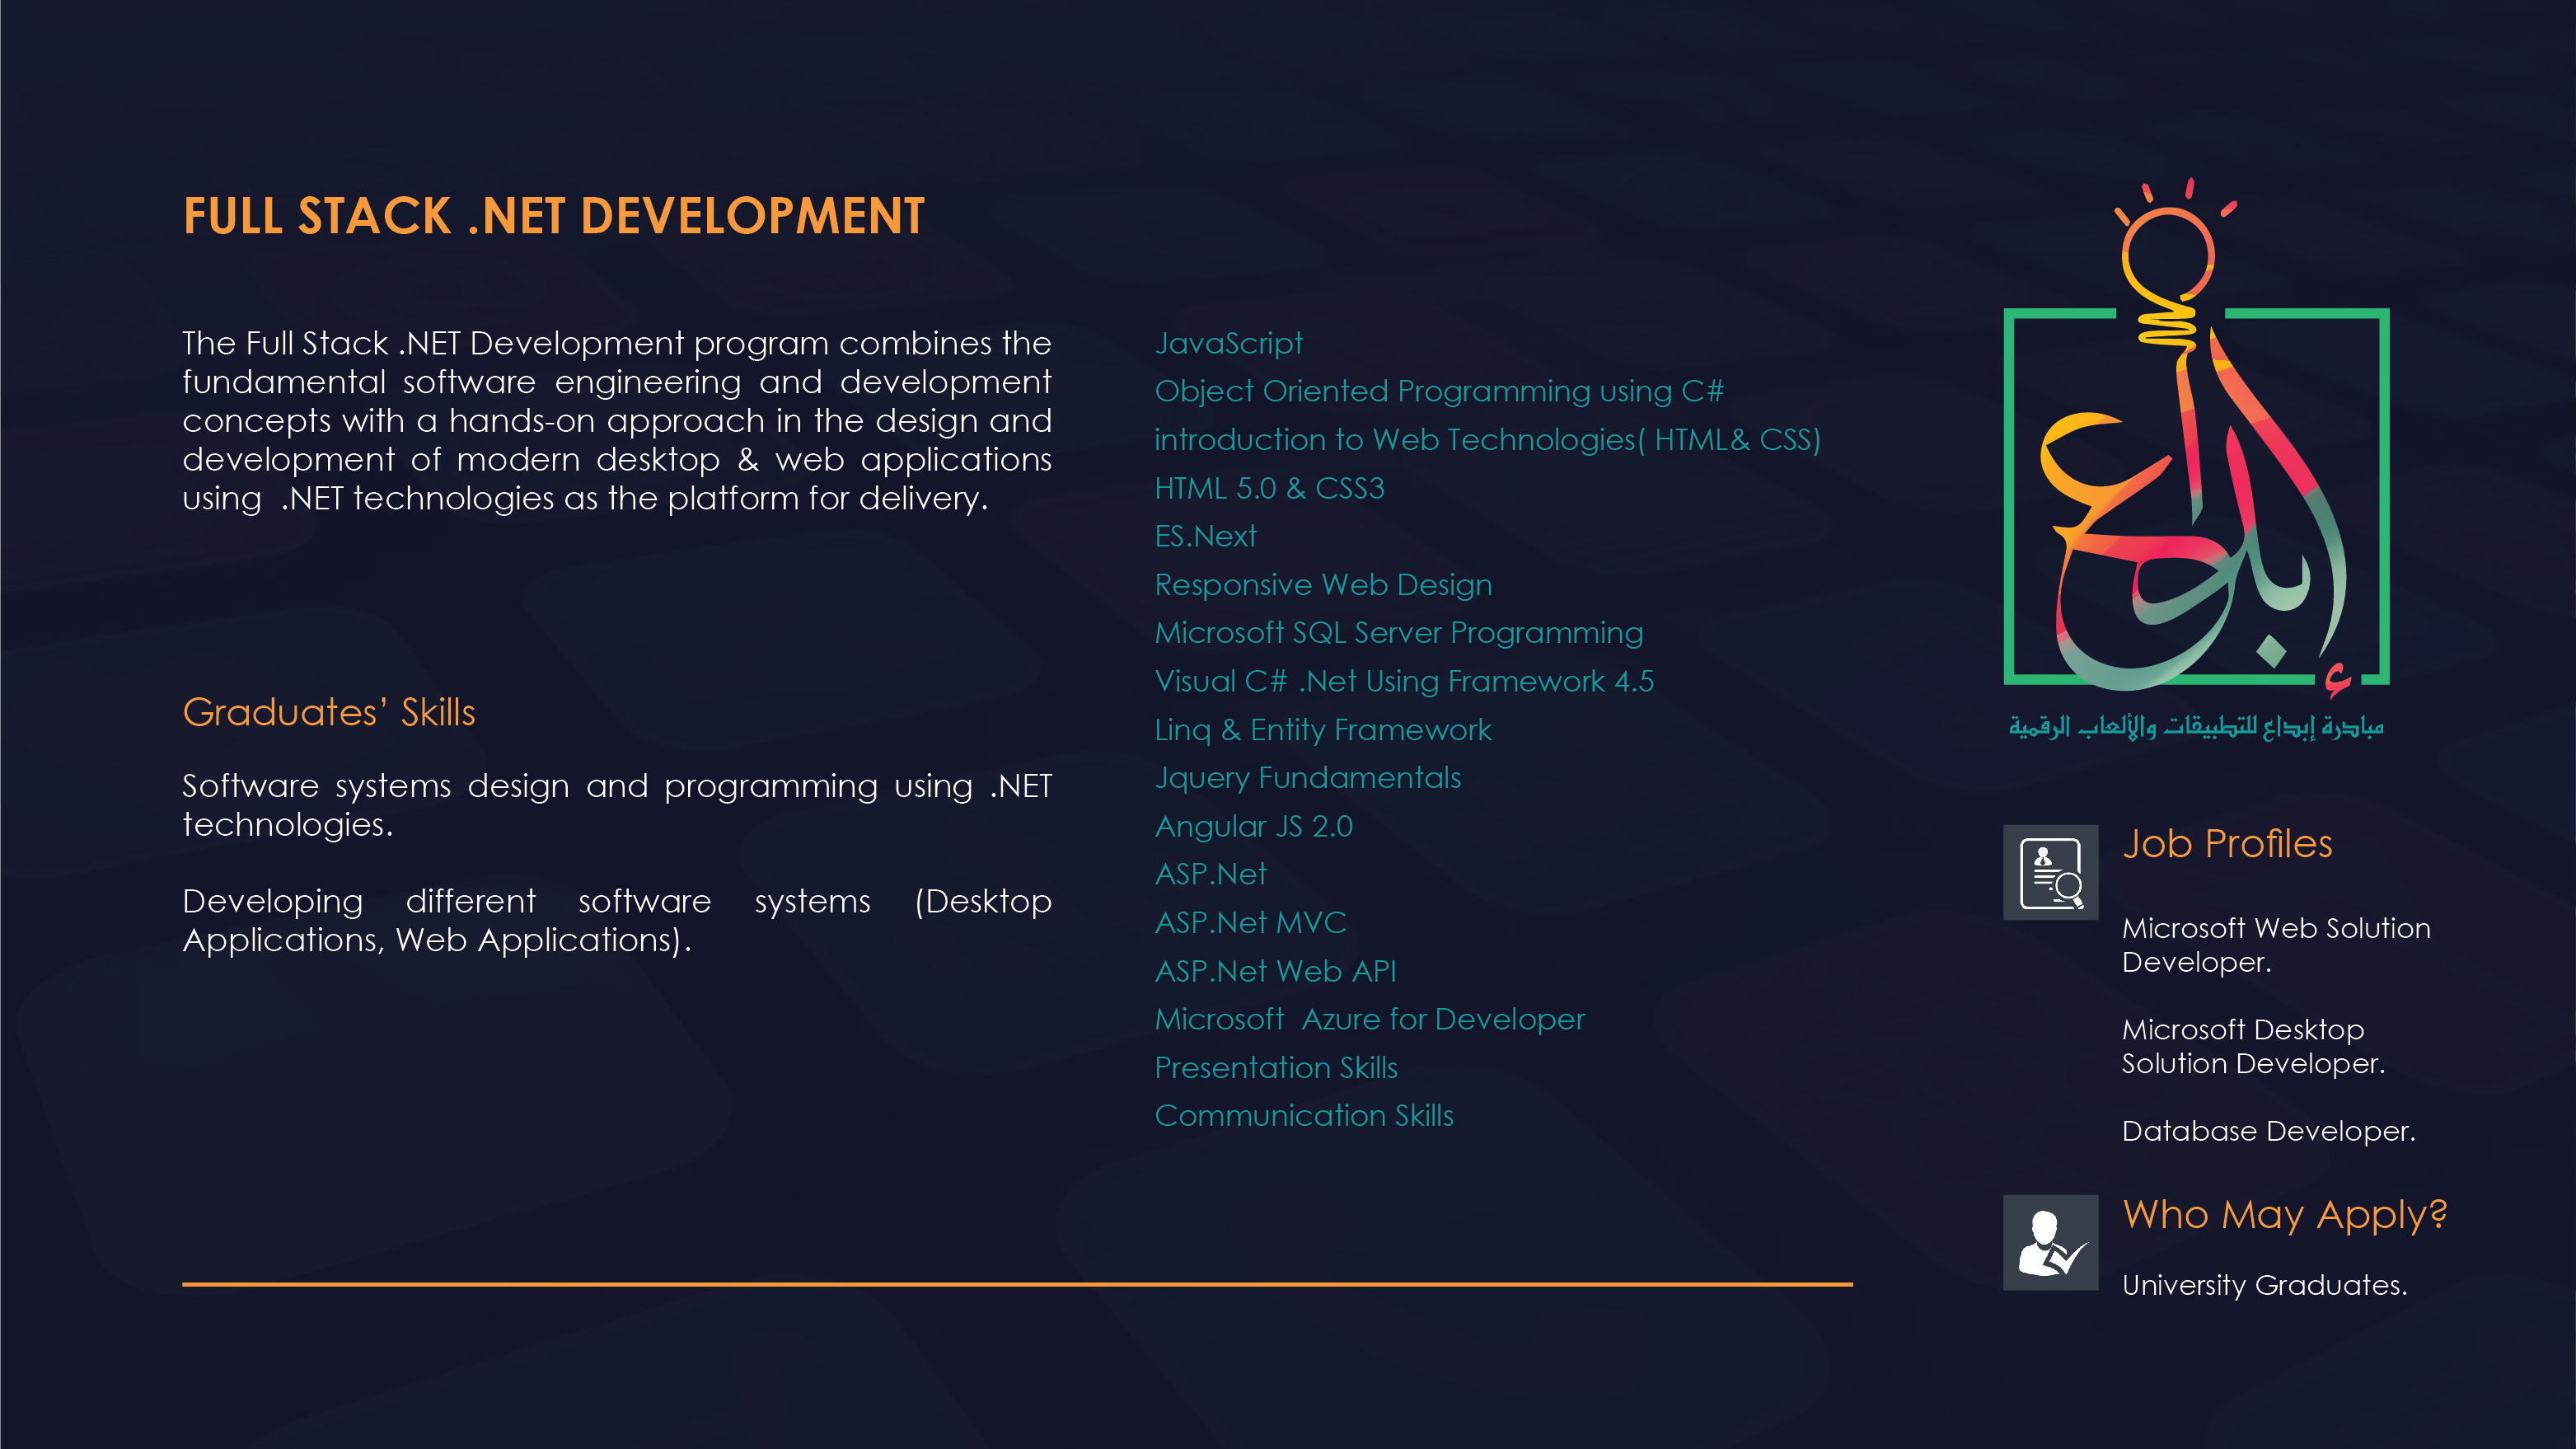 FULL STACK .NET DEVELOPMENT
The Full Stack .NET Development program combines the
fundamental software engineering and development
concepts with a hands-on approach in the design and
development of modern desktop & web applications
using  .NET technologies as the platform for delivery.
Graduates’ Skills
Software systems design and programming using .NET
technologies.
Developing different software systems (Desktop
Applications, Web Applications).
JavaScript
Object Oriented Programming using C#
introduction to Web Technologies( HTML& CSS)
HTML 5.0 & CSS3
ES.Next
Responsive Web Design
Microsoft SQL Server Programming
Visual C# .Net Using Framework 4.5
Linq & Entity Framework
Jquery Fundamentals
Angular JS 2.0
ASP.Net
ASP.Net MVC
ASP.Net Web API
Microsoft  Azure for Developer
Presentation Skills
Communication Skills
إبداع
مبادرة إبداع للتطبيقات والألعاب الرقمية
Job Profiles
Microsoft Web Solution
Developer.
Microsoft Desktop
Solution Developer.
Database Developer.
Who May Apply?
University Graduates.